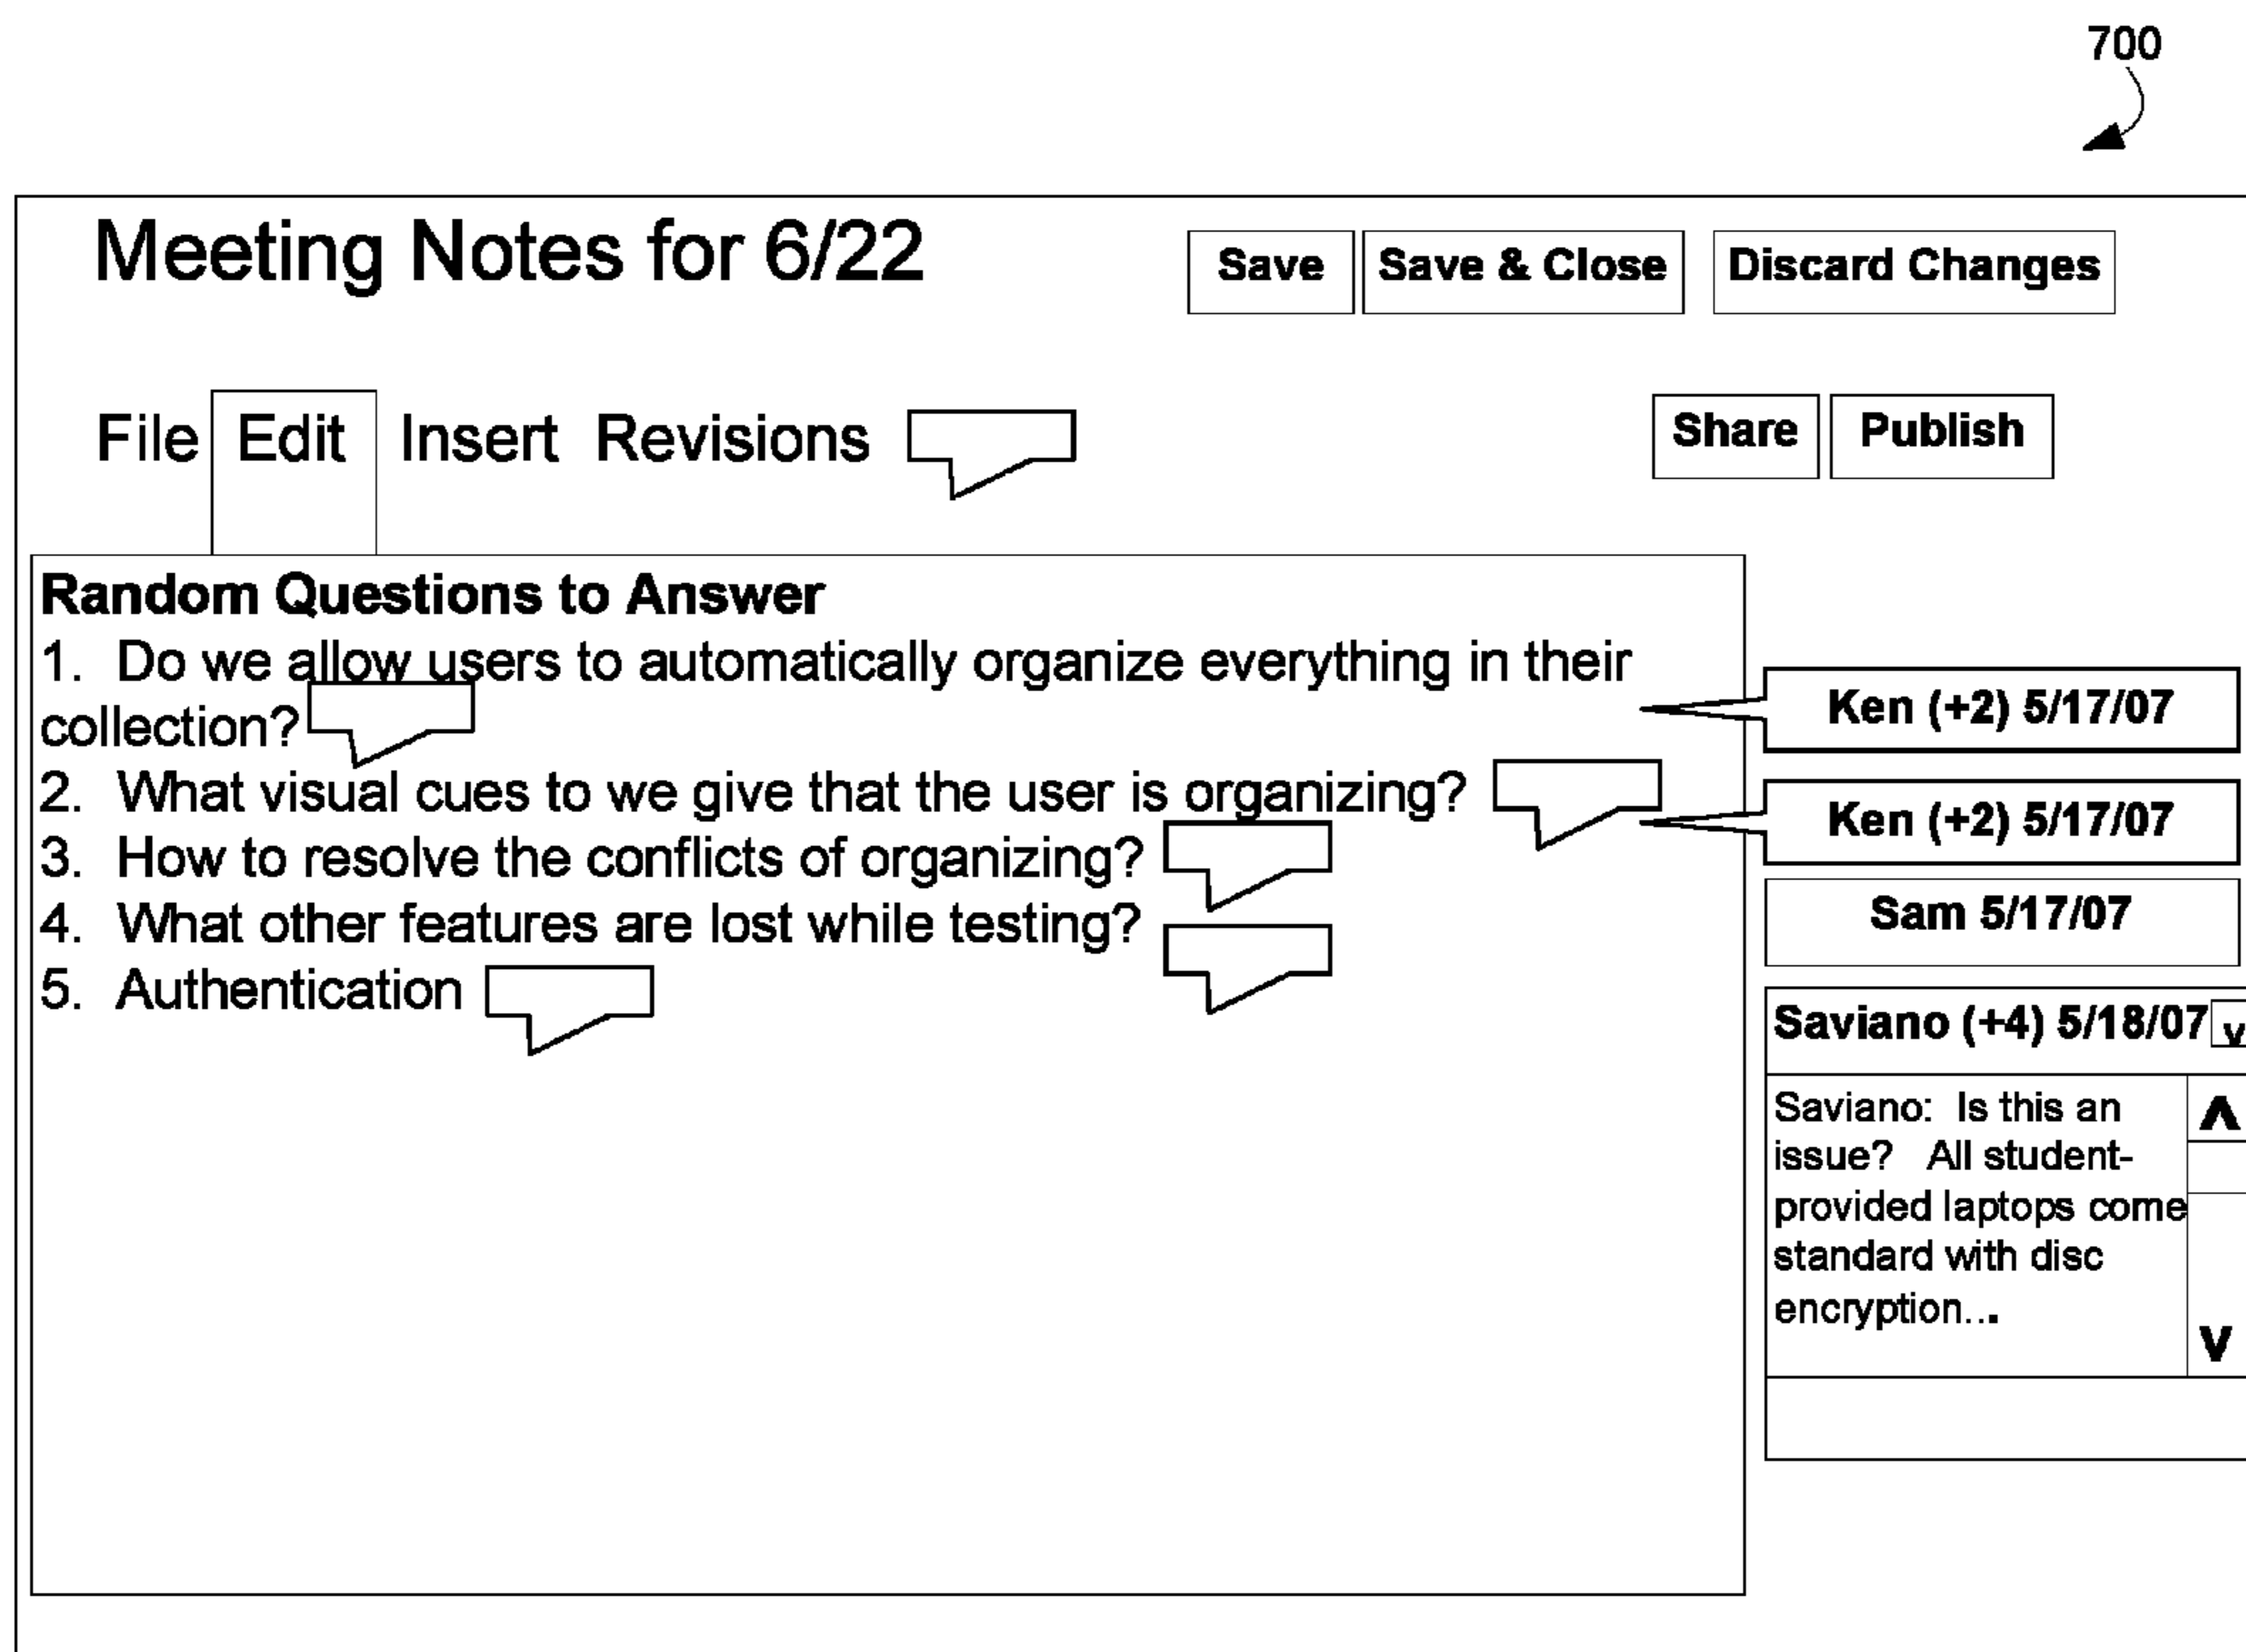 700
Meeting Notes for 6/22
Save Save & Close Discard Changes
File Edit Insert Revisions
Share Publish
Random Questions to Answer
1. Do we allow users to automatically organize everything in their
collection?
2. What visual cues to we give that the user is organizing?
3. How to resolve the conflicts of organizing?
4. What other features are lost while testing?
5. Authentication
Ken (+2) 5/17/07
Ken (+2) 5/17/07
Sam 5/17/07
Saviano (+4) 5/18/07 v
Saviano: Is this an
issue? All student-
provided laptops come
standard with disc
encryption...
Λ
V